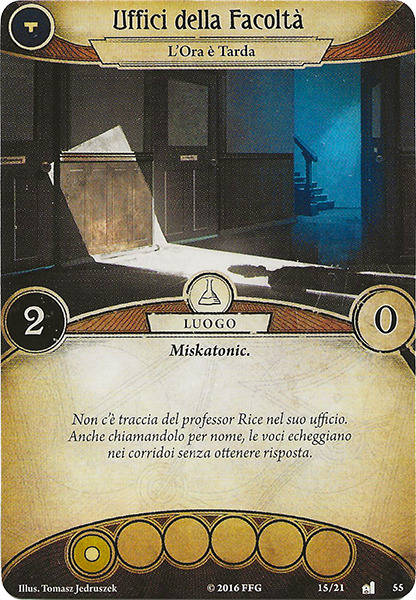 Uffici della Facoltà
L'Ora è Tarda
2
LUOGO
0
Miskatonic.
Non c'è traccia del professor Rice nel suo ufficio.
Anche chiamandolo per nome, le voci echeggiano
nei corridoi senza ottenere risposta.
Illus. Tomasz Jedruszek
© 2016 FFG
15/21
55